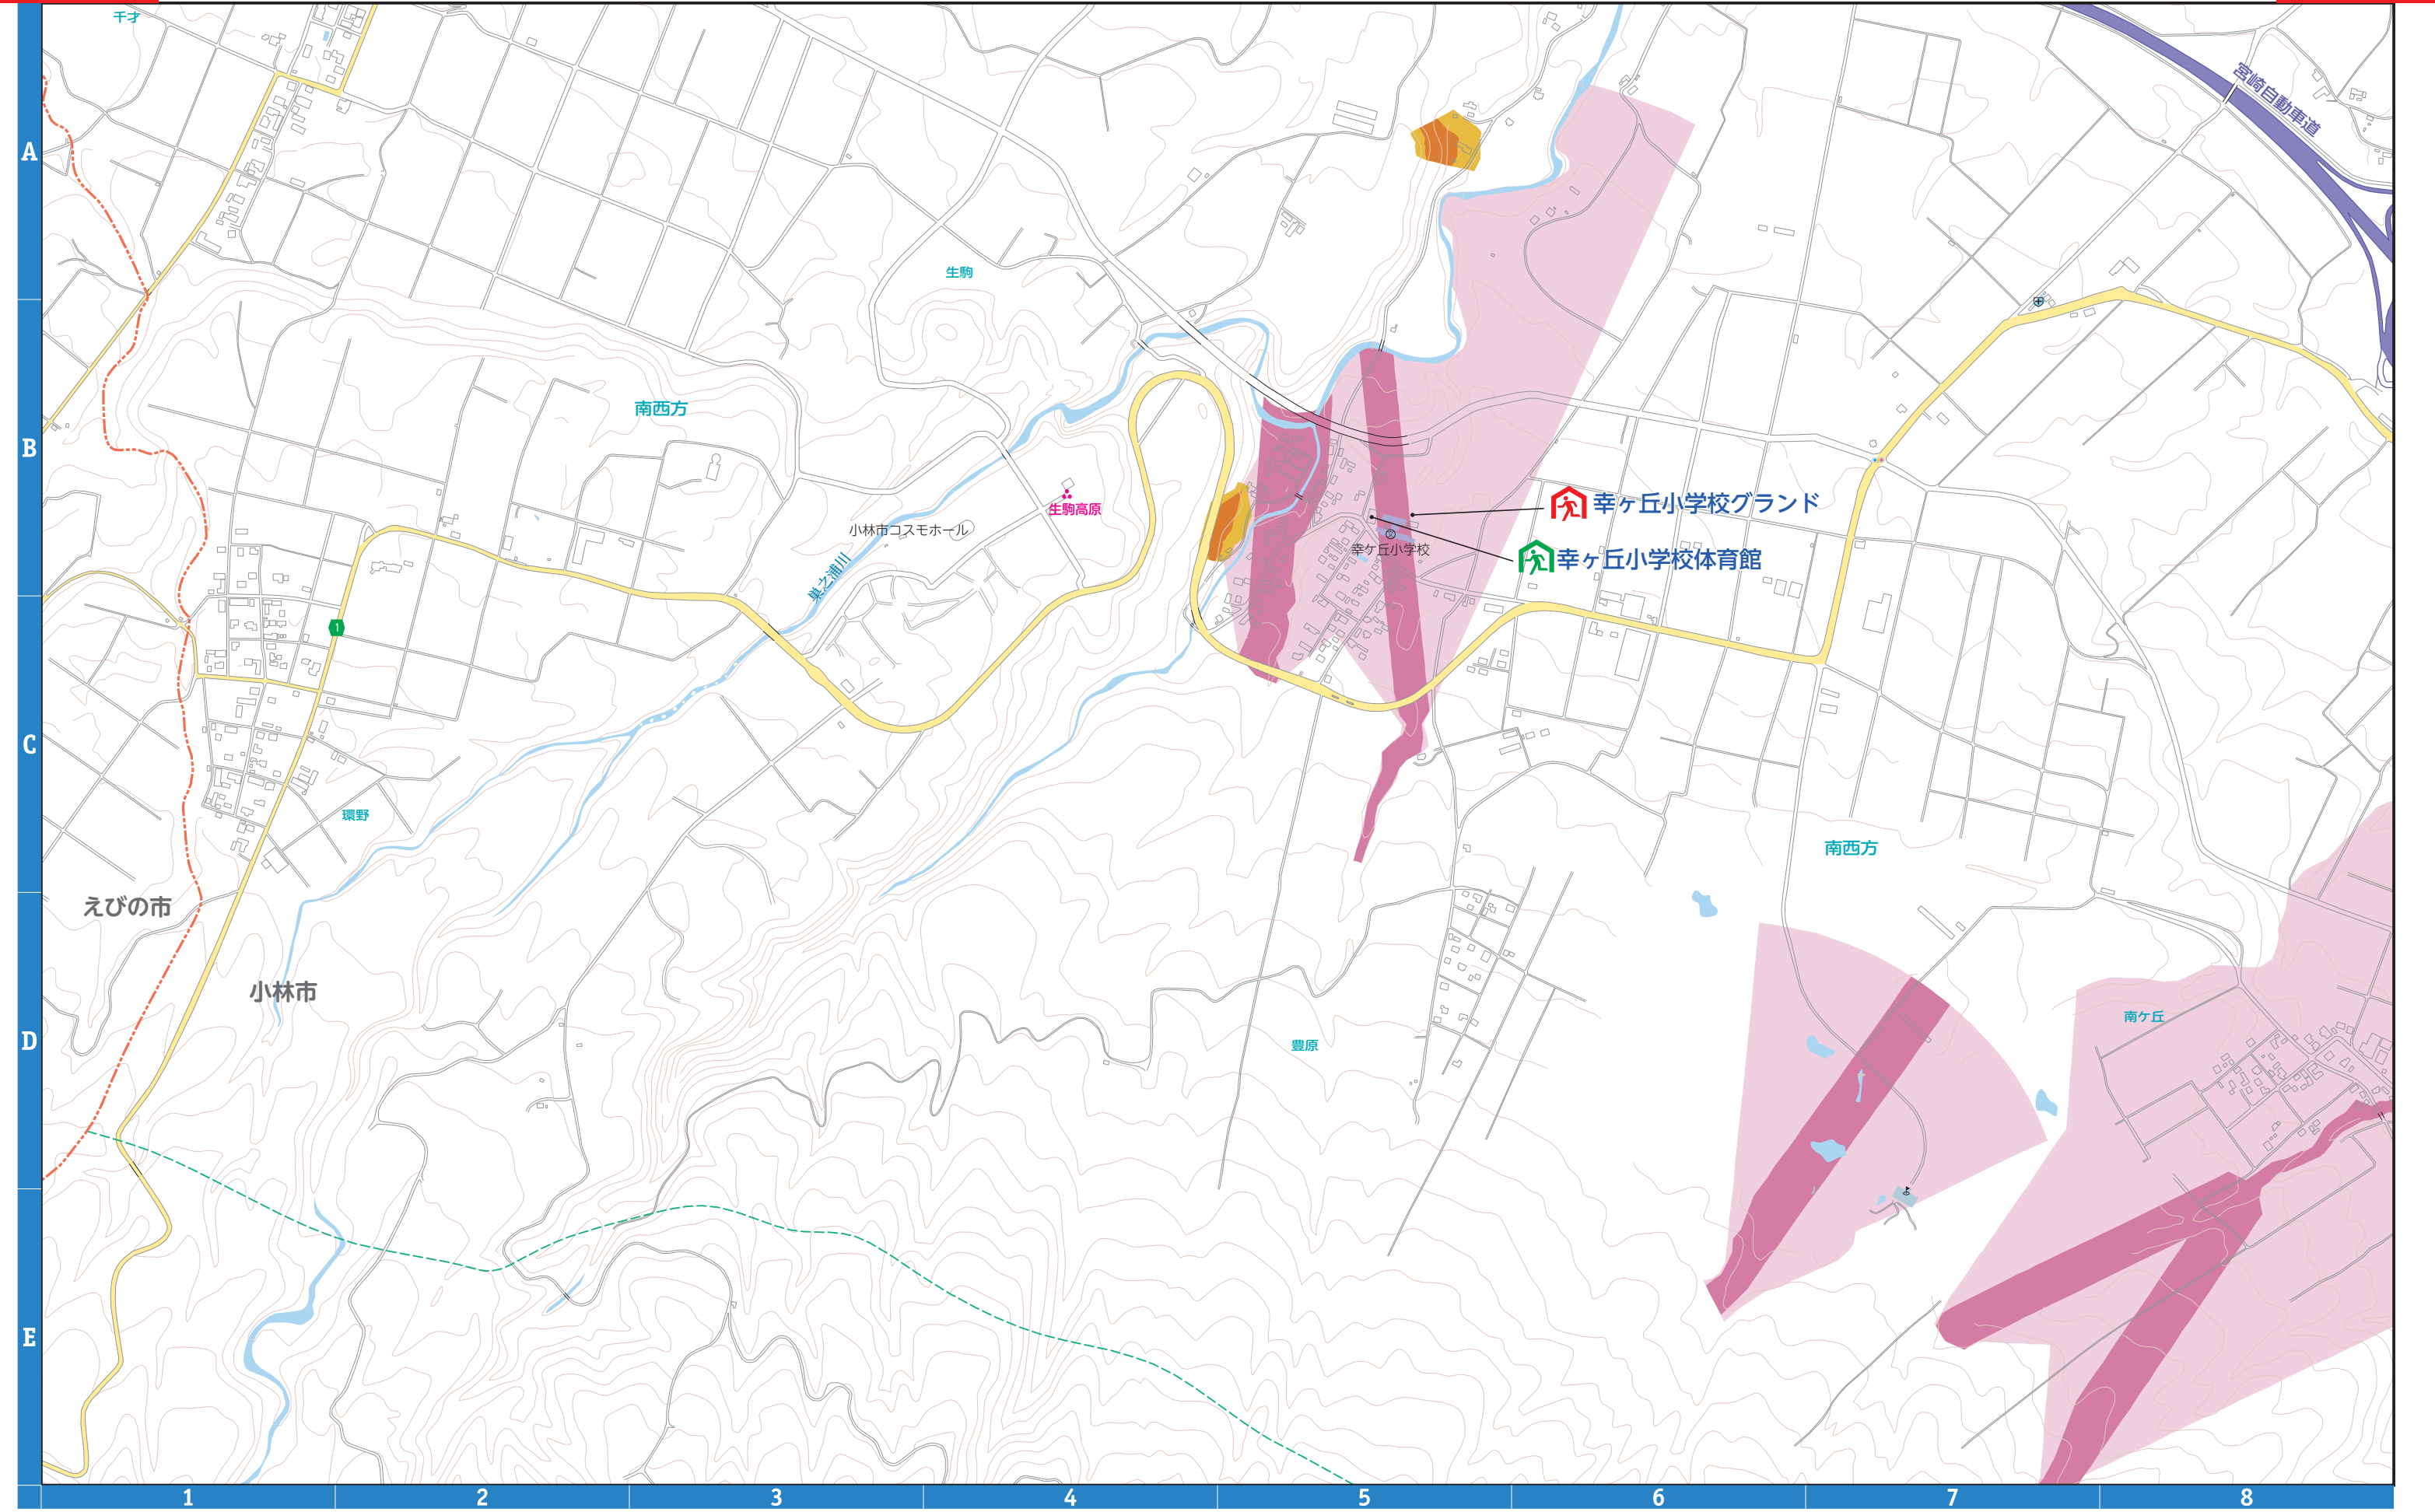 千才
宮崎自動車道
A
生駒
南西方
B
生駒高原
小林市コスモホール
幸ヶ丘小学校グランド
幸ケ丘小学校
幸ヶ丘小学校体育館
巣之浦川
1
C
環野
南西方
えびの市
小林市
D
南ケ丘
豊原
E
1 2 3 4 5 6 7 8